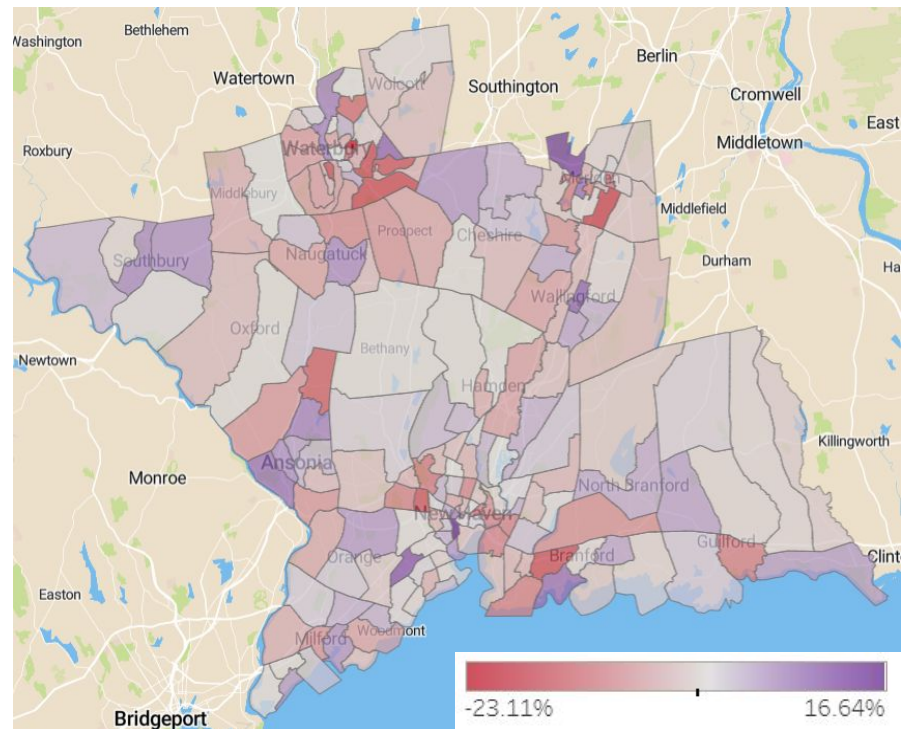 Washington
Bethlehem
Watertown
Wolcott
Southington
Berlin
Cromwell
East
Middletown
Roxbury
Waterbury
Middlebury
Meriden
Middlefield
Southbury
Naugatuck
Prospect
Cheshire
Durham
Ha
Wallingford
Oxford
Newtown
Bethany
Hamden
Killingworth
Ansonia
Monroe
North Branford
New Haven
Orange
Branford
Guilford
Clint
Easton
Milford
Woodmont
Bridgeport
-23.11%
16.64%